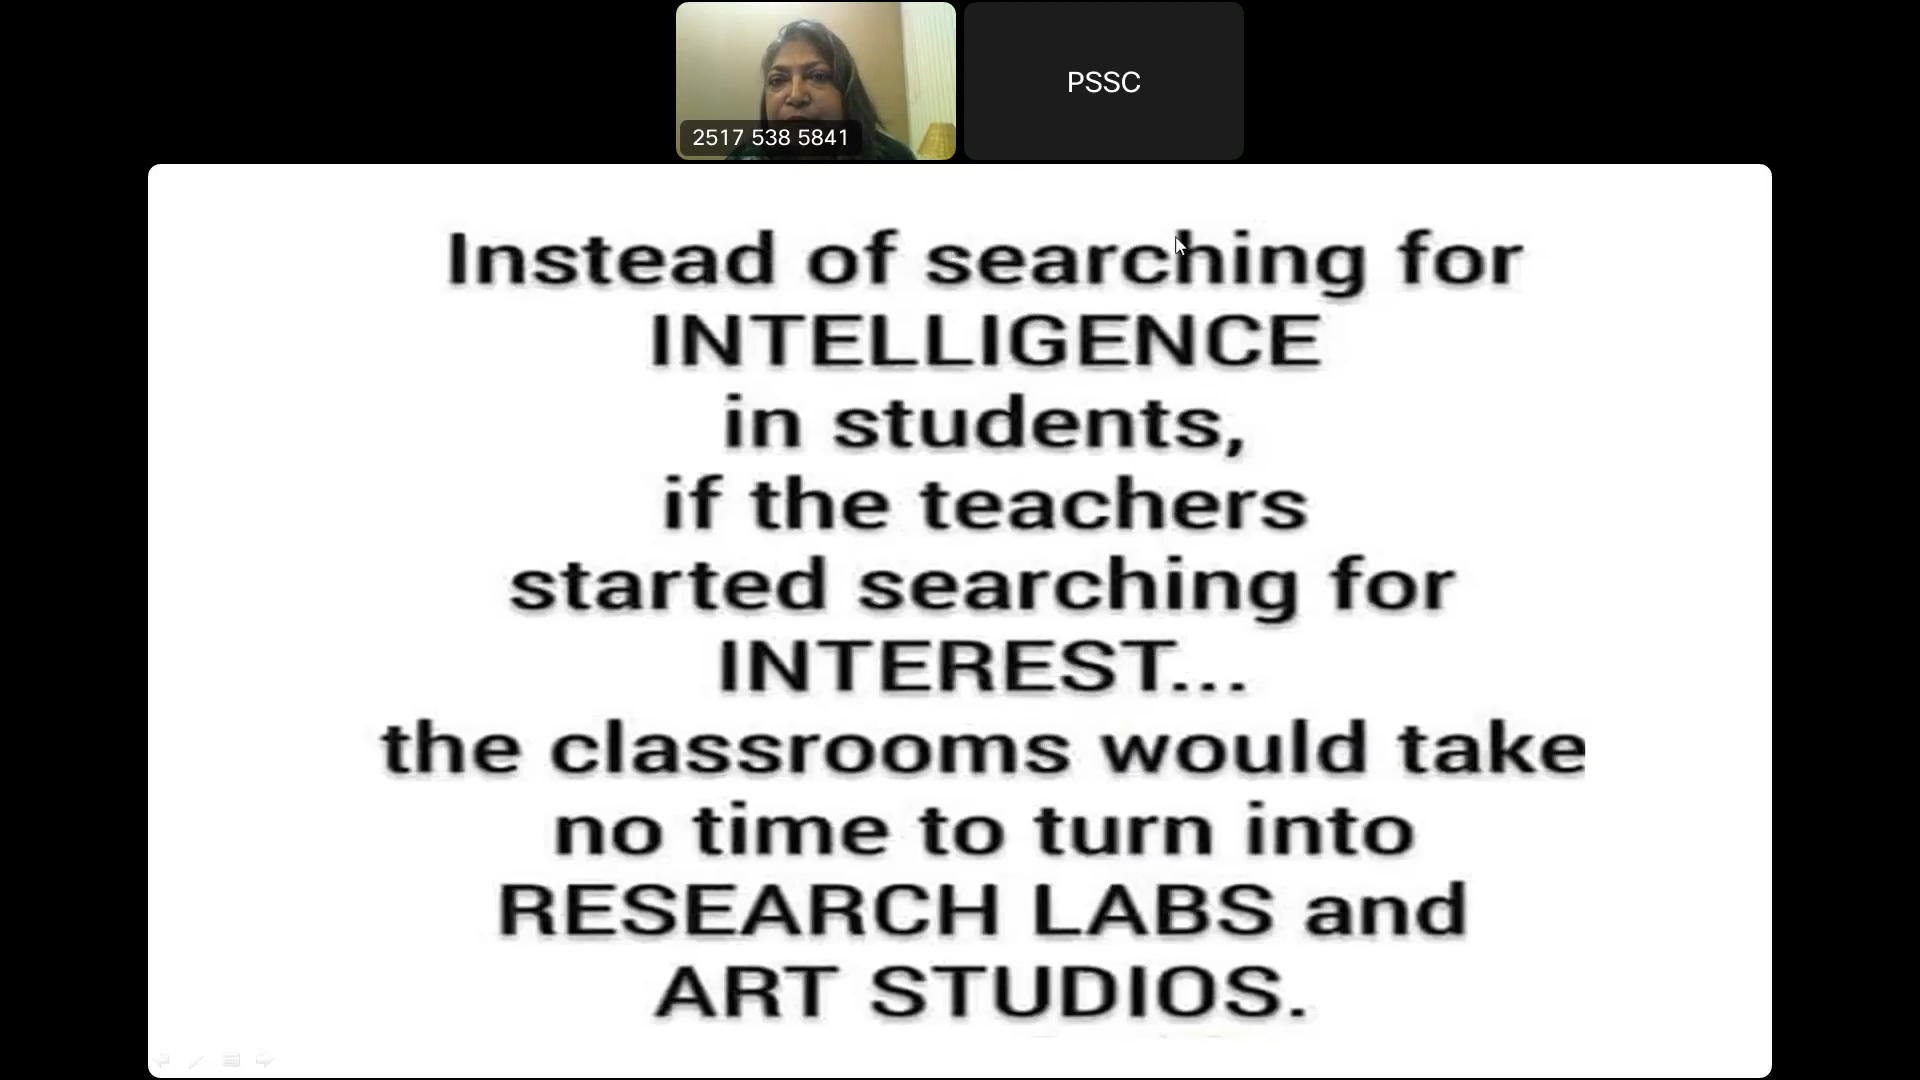 2517 538 5841
PSSC
Instead of searching for
INTELLIGENCE
in students,
if the teachers
started searching for
INTEREST...
the classrooms would take
no time to turn into
RESEARCH LABS and
ART STUDIOS.